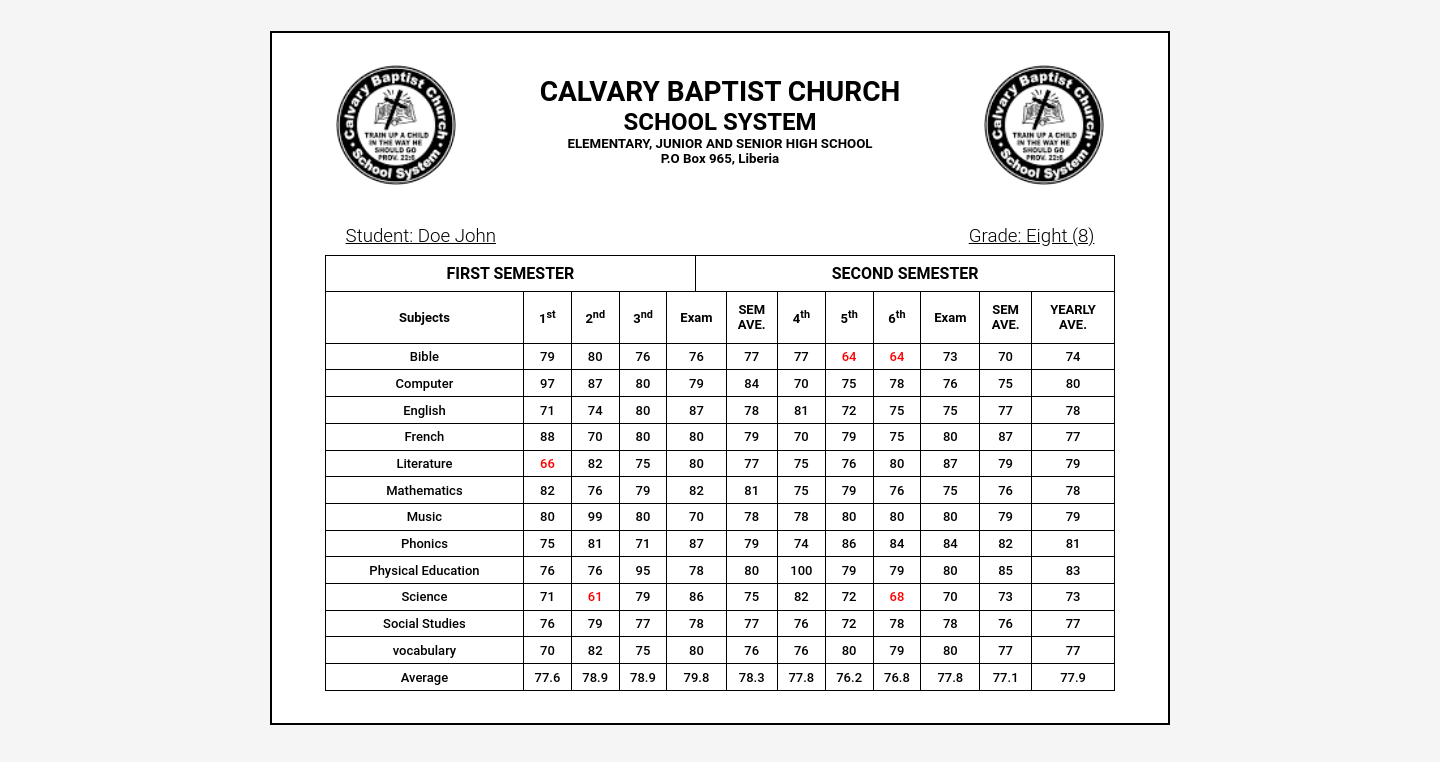 Calvary Baptist Church
TRAIN UP A CHILD
IN THE WAY HE
SHOULD GO
PROV. 22:6
School System
CALVARY BAPTIST CHURCH
SCHOOL SYSTEM
ELEMENTARY, JUNIOR AND SENIOR HIGH SCHOOL
P.O Box 965, Liberia
Calvary Baptist Church
TRAIN UP A CHILD
IN THE WAY HE
SHOULD GO
PROV. 22:6
School System
Student: Doe John Grade: Eight (8)
FIRST SEMESTER SECOND SEMESTER
Subjects 1st 2nd 3nd Exam SEM AVE. 4th 5th 6th Exam SEM AVE. YEARLY AVE.
Bible 79 80 76 76 77 77 64 64 73 70 74
Computer 97 87 80 79 84 70 75 78 76 75 80
English 71 74 80 87 78 81 72 75 75 77 78
French 88 70 80 80 79 70 79 75 80 87 77
Literature 66 82 75 80 77 75 76 80 87 79 79
Mathematics 82 76 79 82 81 75 79 76 75 76 78
Music 80 99 80 70 78 78 80 80 80 79 79
Phonics 75 81 71 87 79 74 86 84 84 82 81
Physical Education 76 76 95 78 80 100 79 79 80 85 83
Science 71 61 79 86 75 82 72 68 70 73 73
Social Studies 76 79 77 78 77 76 72 78 78 76 77
vocabulary 70 82 75 80 76 76 80 79 80 77 77
Average 77.6 78.9 78.9 79.8 78.3 77.8 76.2 76.8 77.8 77.1 77.9